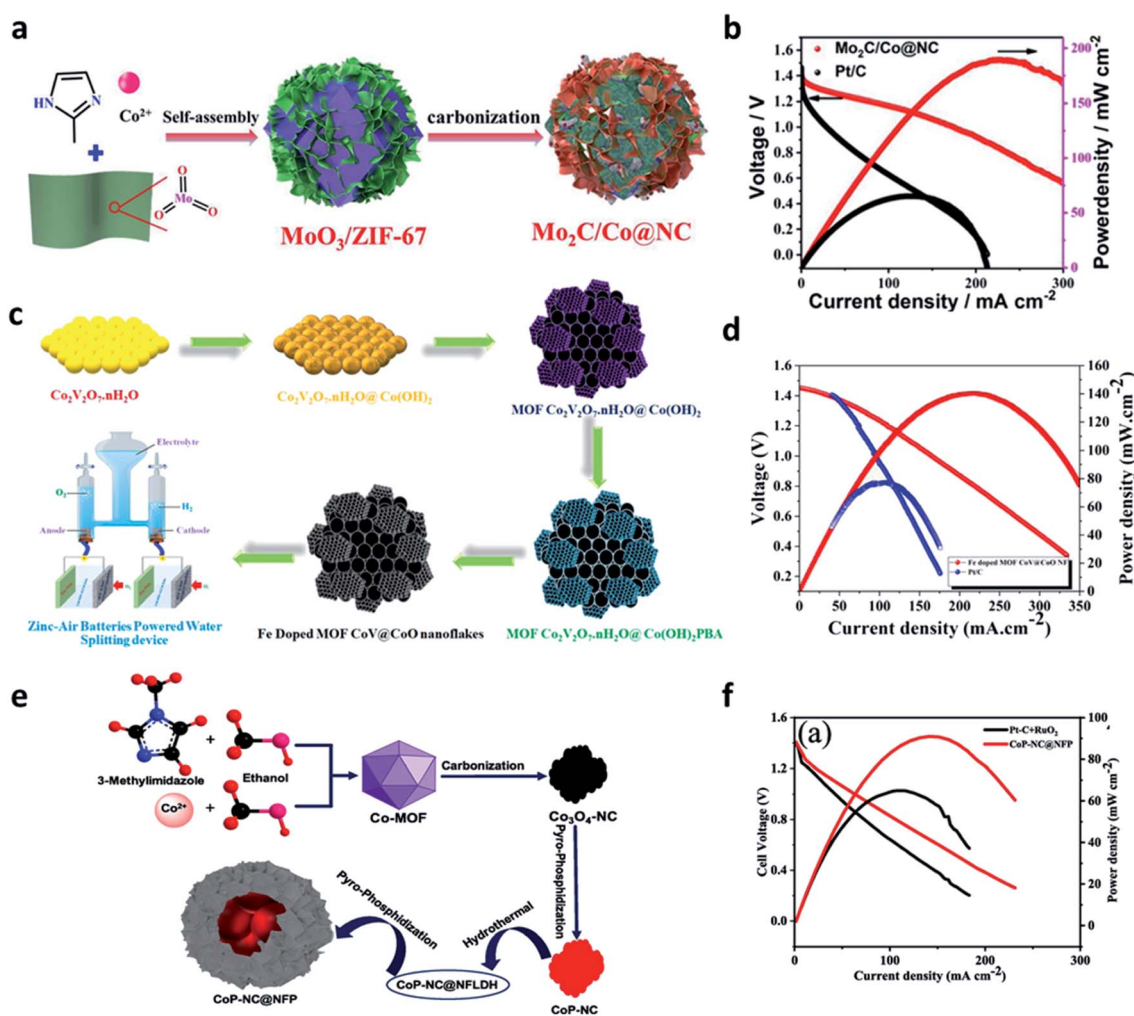 a
HN
N
Co²⁺
Self-assembly
carbonization
O
Mo
O
O
MoO₃/ZIF-67
Mo₂C/Co@NC
b
Mo₂C/Co@NC
Pt/C
Voltage / V
1.6
1.4
1.2
1.0
0.8
0.6
0.4
0.2
0.0
0
100
200
300
Current density / mA cm⁻²
200
150
100
50
0
Powerdensity / mW cm⁻²
c
Co₂V₂O₇.nH₂O
Co₂V₂O₇.nH₂O@Co(OH)₂
MOF Co₂V₂O₇.nH₂O@Co(OH)₂
Electrolyte
O₂
H₂
Anode
Cathode
Zinc-Air Batteries Powered Water
Splitting device
Fe Doped MOF CoV@CoO nanoflakes
MOF Co₂V₂O₇.nH₂O@Co(OH)₂PBA
d
Voltage (V)
1.6
1.4
1.2
1.0
0.8
0.6
0.4
0.2
0
50
100
150
200
250
300
350
Current density (mA.cm⁻²)
160
140
120
100
80
60
40
20
0
Power density (mW.cm⁻²)
Fe doped MOF CoV@CoO NF
Pt/C
e
3-Methylimidazole
+
Ethanol
Co²⁺
+
Co-MOF
Carbonization
Co₃O₄-NC
Pyro-Phosphidization
CoP-NC
Hydrothermal
CoP-NC@NFLDH
Pyro-Phosphidization
CoP-NC@NFP
f
(a)
Pt-C+RuO₂
CoP-NC@NFP
Cell Voltage (V)
1.6
1.2
0.8
0.4
0.0
0
50
100
150
200
250
300
Current density (mA cm⁻²)
100
80
60
40
20
0
Power density (mW cm⁻²)